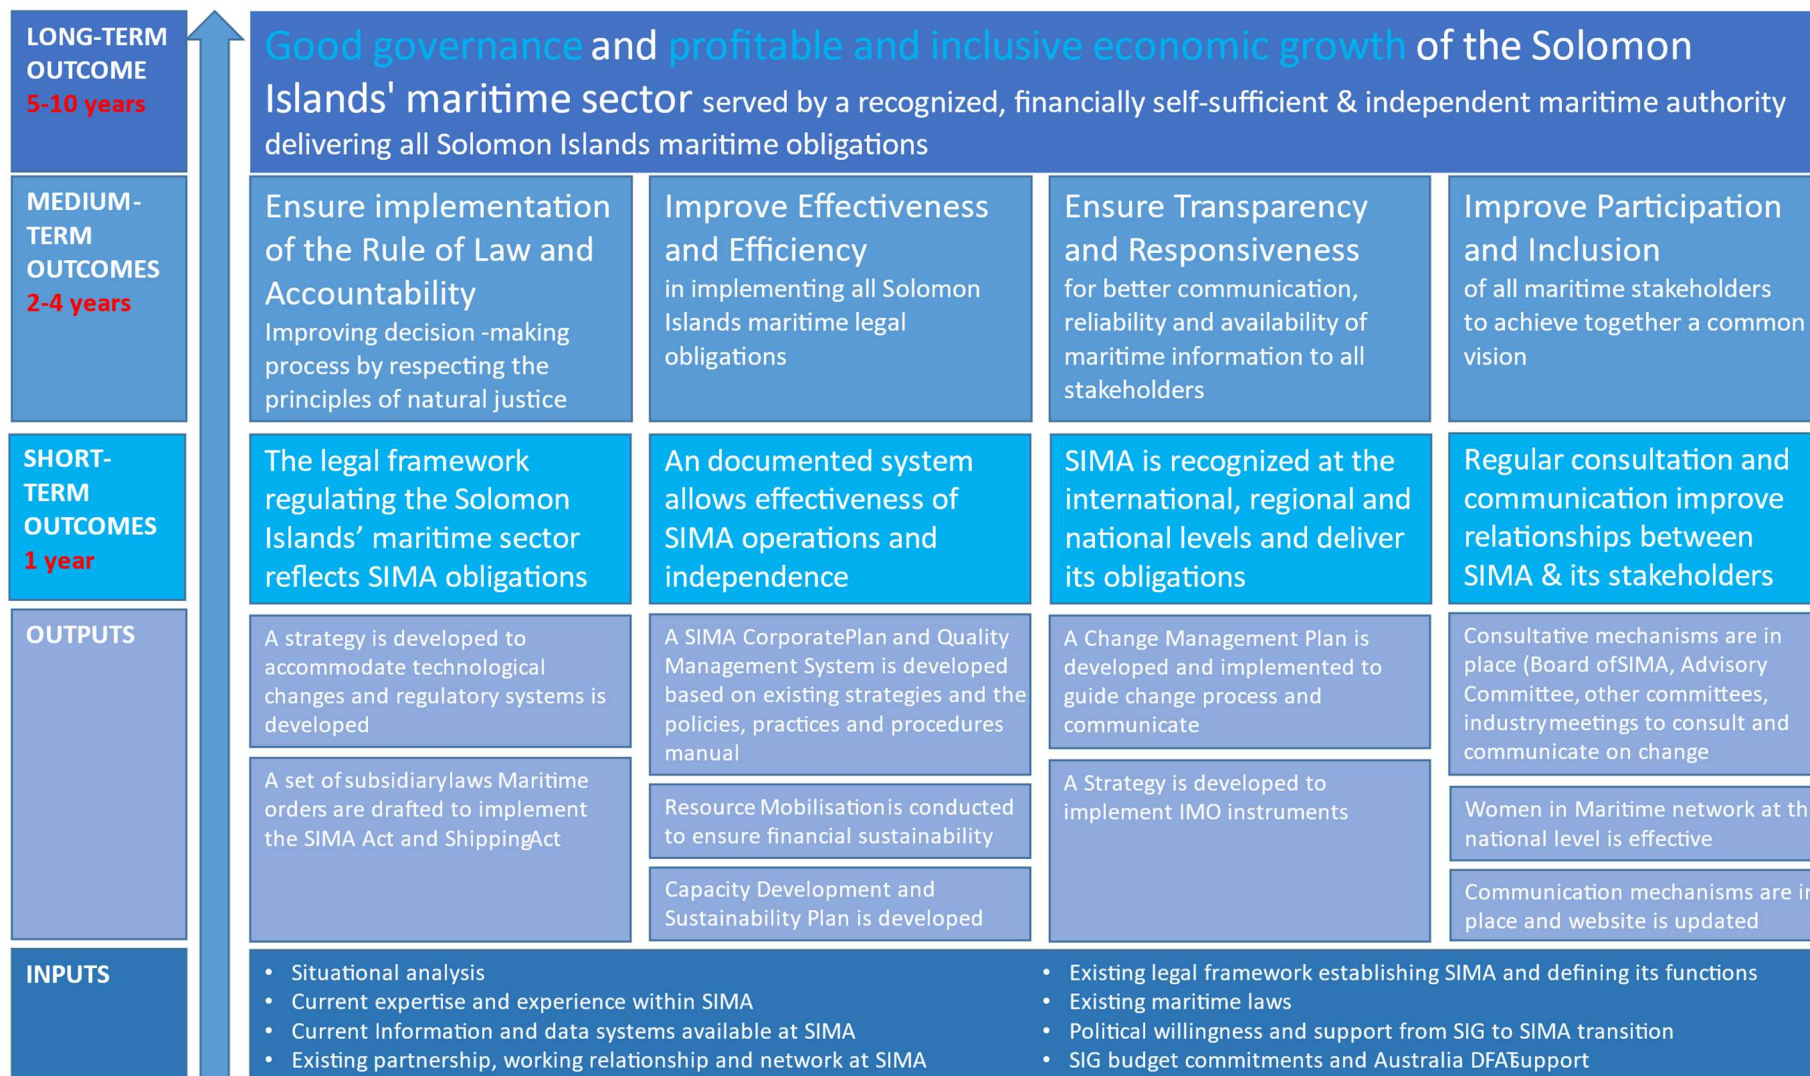 LONG-TERM
OUTCOME
5-10 years
Good governance and profitable and inclusive economic growth of the Solomon
Islands' maritime sector served by a recognized, financially self-sufficient & independent maritime authority
delivering all Solomon Islands maritime obligations
MEDIUM-
TERM
OUTCOMES
2-4 years
Ensure implementation
of the Rule of Law and
Accountability
Improving decision -making
process by respecting the
principles of natural justice
Improve Effectiveness
and Efficiency
in implementing all Solomon
Islands maritime legal
obligations
Ensure Transparency
and Responsiveness
for better communication,
reliability and availability of
maritime information to all
stakeholders
Improve Participation
and Inclusion
of all maritime stakeholders
to achieve together a common
vision
SHORT-
TERM
OUTCOMES
1 year
The legal framework
regulating the Solomon
Islands’ maritime sector
reflects SIMA obligations
An documented system
allows effectiveness of
SIMA operations and
independence
SIMA is recognized at the
international, regional and
national levels and deliver
its obligations
Regular consultation and
communication improve
relationships between
SIMA & its stakeholders
OUTPUTS
A strategy is developed to
accommodate technological
changes and regulatory systems is
developed
A set of subsidiary laws Maritime
orders are drafted to implement
the SIMA Act and Shipping Act
A SIMA Corporate Plan and Quality
Management System is developed
based on existing strategies and the
policies, practices and procedures
manual
Resource Mobilisation is conducted
to ensure financial sustainability
Capacity Development and
Sustainability Plan is developed
A Change Management Plan is
developed and implemented to
guide change process and
communicate
A Strategy is developed to
implement IMO instruments
Consultative mechanisms are in
place (Board of SIMA, Advisory
Committee, other committees,
industry meetings to consult and
communicate on change
Women in Maritime network at th
national level is effective
Communication mechanisms are in
place and website is updated
INPUTS
• Situational analysis
• Current expertise and experience within SIMA
• Current Information and data systems available at SIMA
• Existing partnership, working relationship and network at SIMA
• Existing legal framework establishing SIMA and defining its functions
• Existing maritime laws
• Political willingness and support from SIG to SIMA transition
• SIG budget commitments and Australia DFAT support